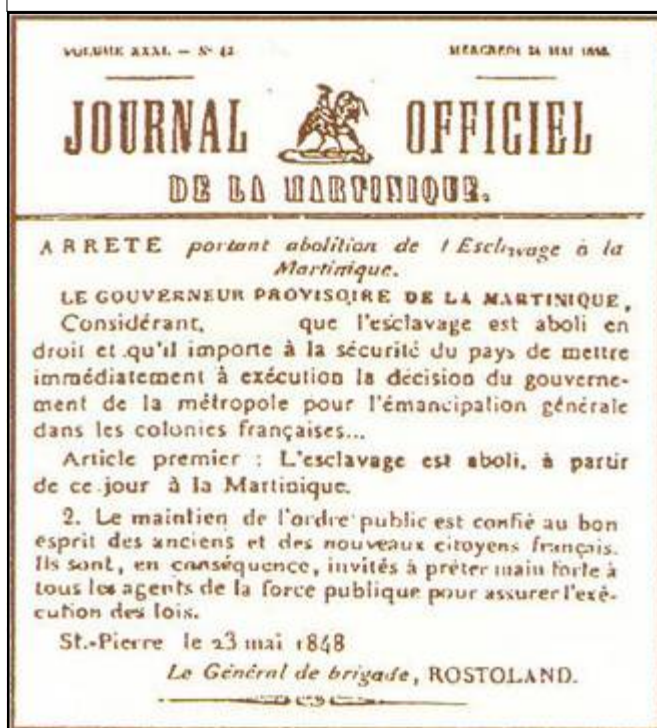 VOLUME XXXI. — No 42
MERCREDI 24 MAI 1848.
JOURNAL OFFICIEL
DE LA MARTINIQUE.
ARRETÉ portant abolition de l'Esclavage à la
Martinique.
LE GOUVERNEUR PROVISOIRE DE LA MARTINIQUE,
Considérant, que l'esclavage est aboli en
droit et qu'il importe à la sécurité du pays de mettre
immédiatement à exécution la décision du gouverne-
ment de la métropole pour l'émancipation générale
dans les colonies françaises...
Article premier : L'esclavage est aboli, à partir
de ce jour à la Martinique.
2. Le maintien de l'ordre public est confié au bon
esprit des anciens et des nouveaux citoyens français.
Ils sont, en conséquence, invités à prêter main forte à
tous les agents de la force publique pour assurer l'exé-
cution des lois.
St.-Pierre le 23 mai 1848
Le Général de brigade, ROSTOLAND.